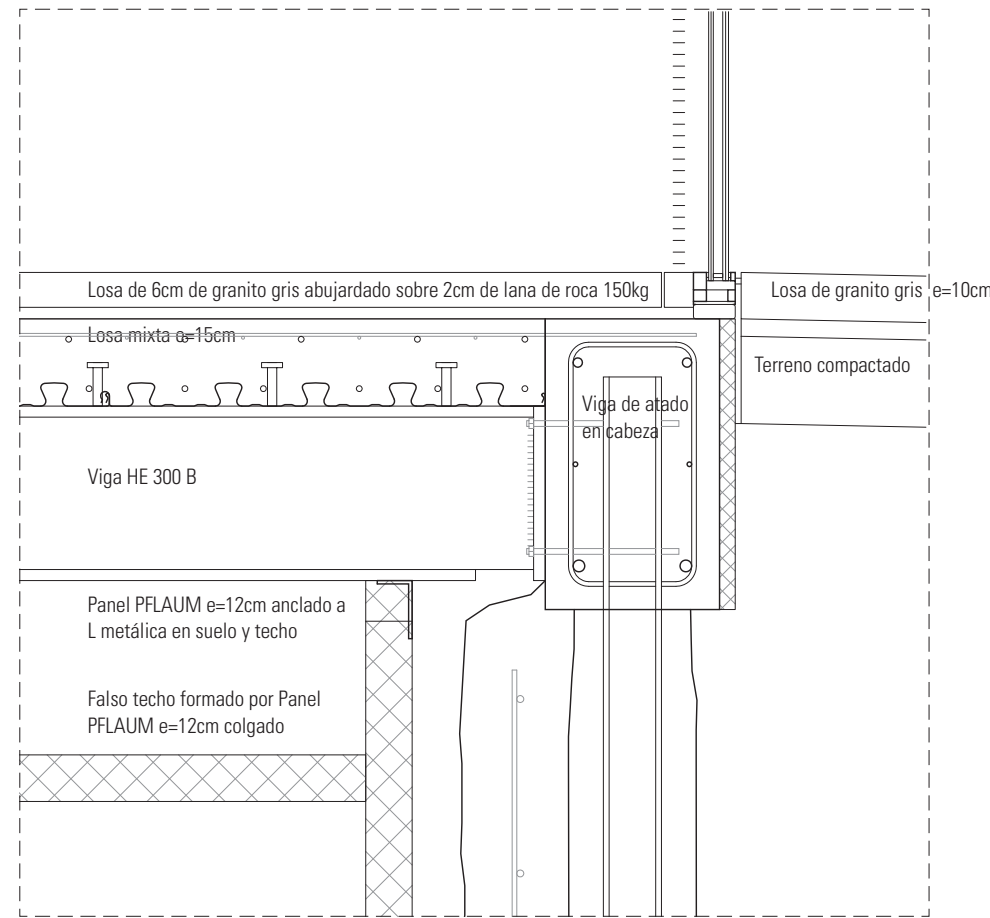 Losa de 6cm de granito gris abujardado sobre 2cm de lana de roca 150kg
Losa de granito gris e=10cm
Losa mixta e=15cm
Terreno compactado
Viga de atado
en cabeza
Viga HE 300 B
Panel PFLAUM e=12cm anclado a
L metálica en suelo y techo
Falso techo formado por Panel
PFLAUM e=12cm colgado